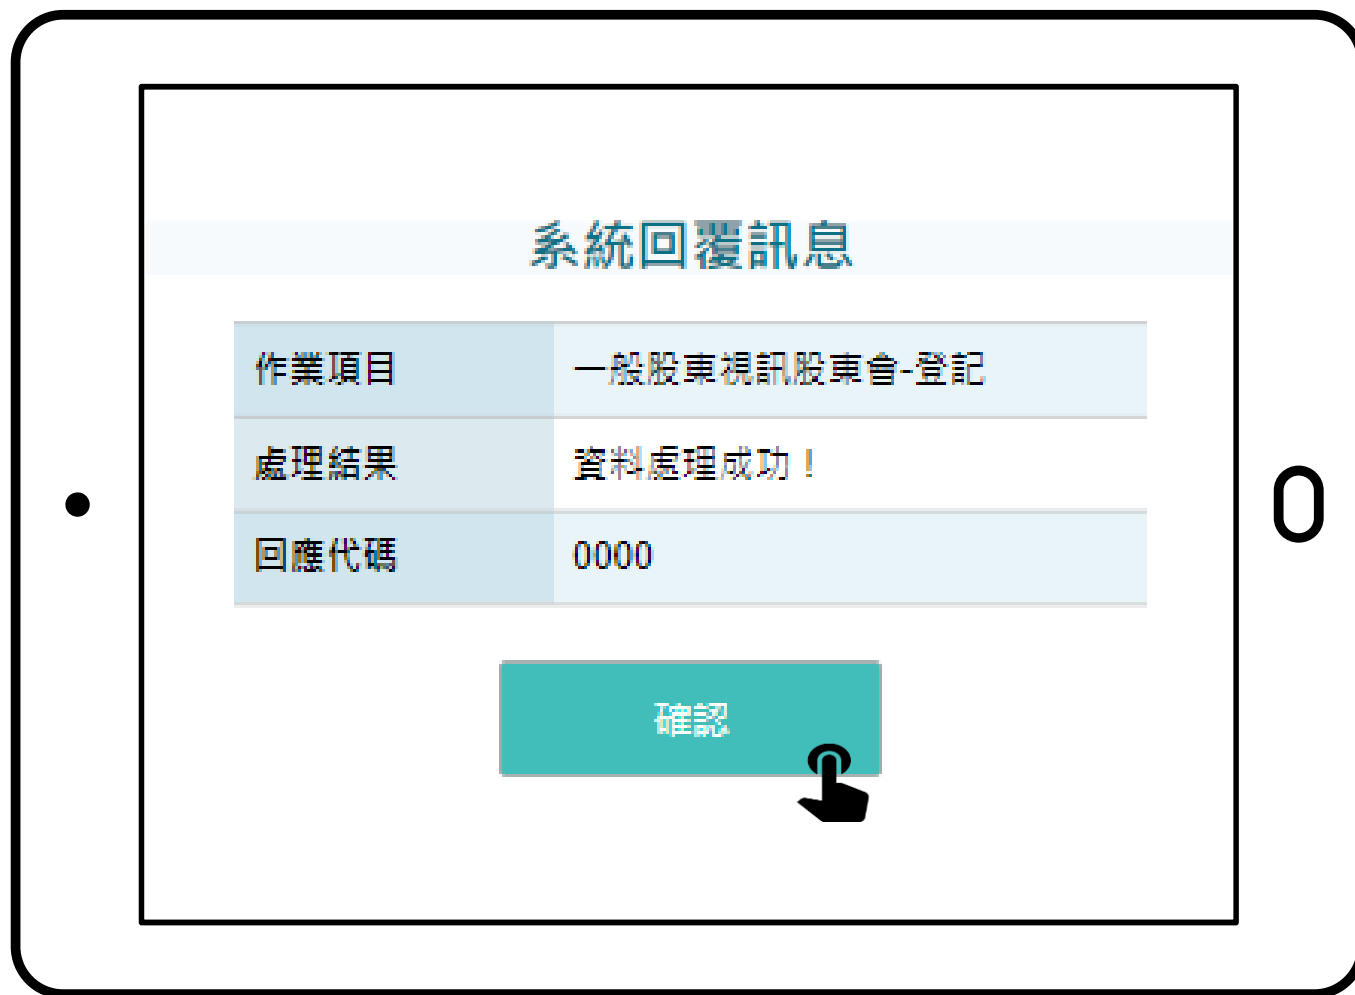 系統回覆訊息
作業項目 一般股東視訊股東會-登記
處理結果 資料處理成功！
回應代碼 0000
確認